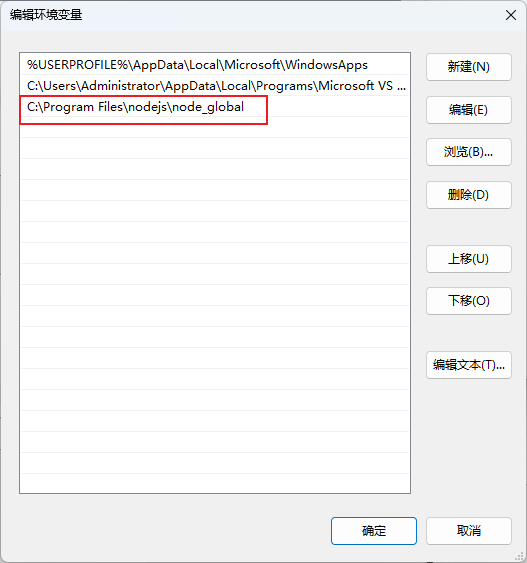 编辑环境变量
%USERPROFILE%\AppData\Local\Microsoft\WindowsApps
C:\Users\Administrator\AppData\Local\Programs\Microsoft VS ...
C:\Program Files\nodejs\node_global
新建(N)
编辑(E)
浏览(B)...
删除(D)
上移(U)
下移(O)
编辑文本(T)...
确定
取消